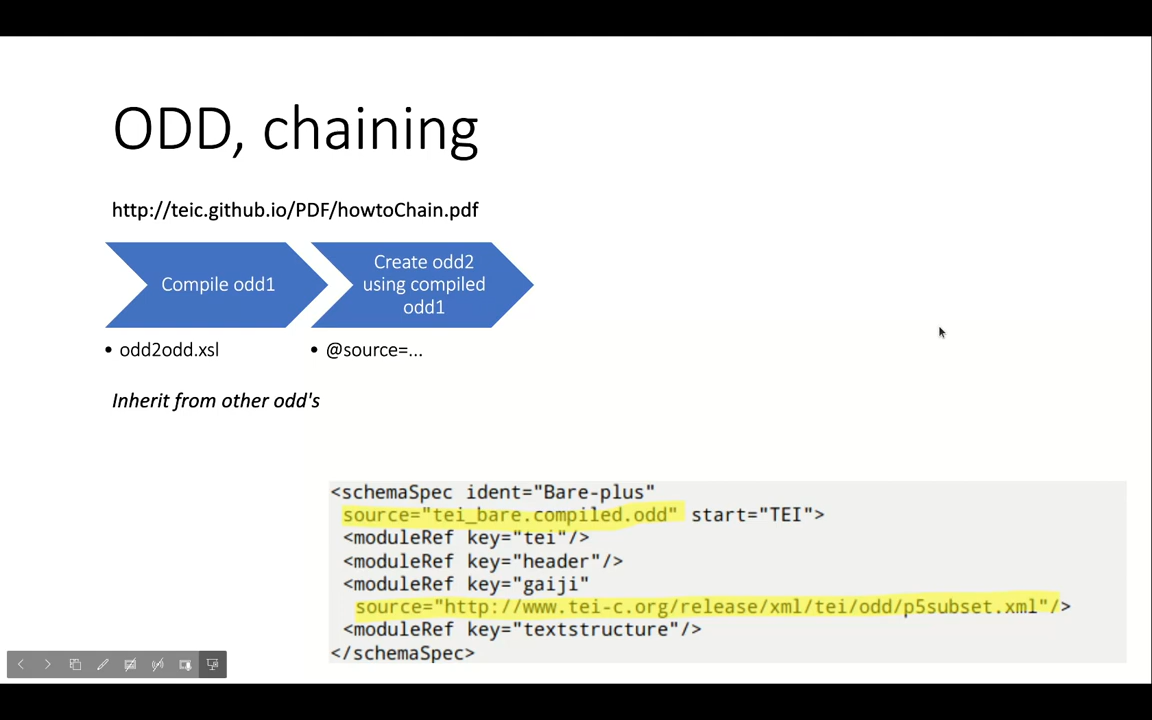 ODD, chaining
http://teic.github.io/PDF/howtoChain.pdf
Compile odd1
Create odd2
using compiled
odd1
• odd2odd.xsl
• @source=...
Inherit from other odd's
<schemaSpec ident="Bare-plus"
source="tei_bare.compiled.odd" start="TEI">
<moduleRef key="tei"/>
<moduleRef key="header"/>
<moduleRef key="gaiji"
source="http://www.tei-c.org/release/xml/tei/odd/p5subset.xml"/>
<moduleRef key="textstructure"/>
</schemaSpec>